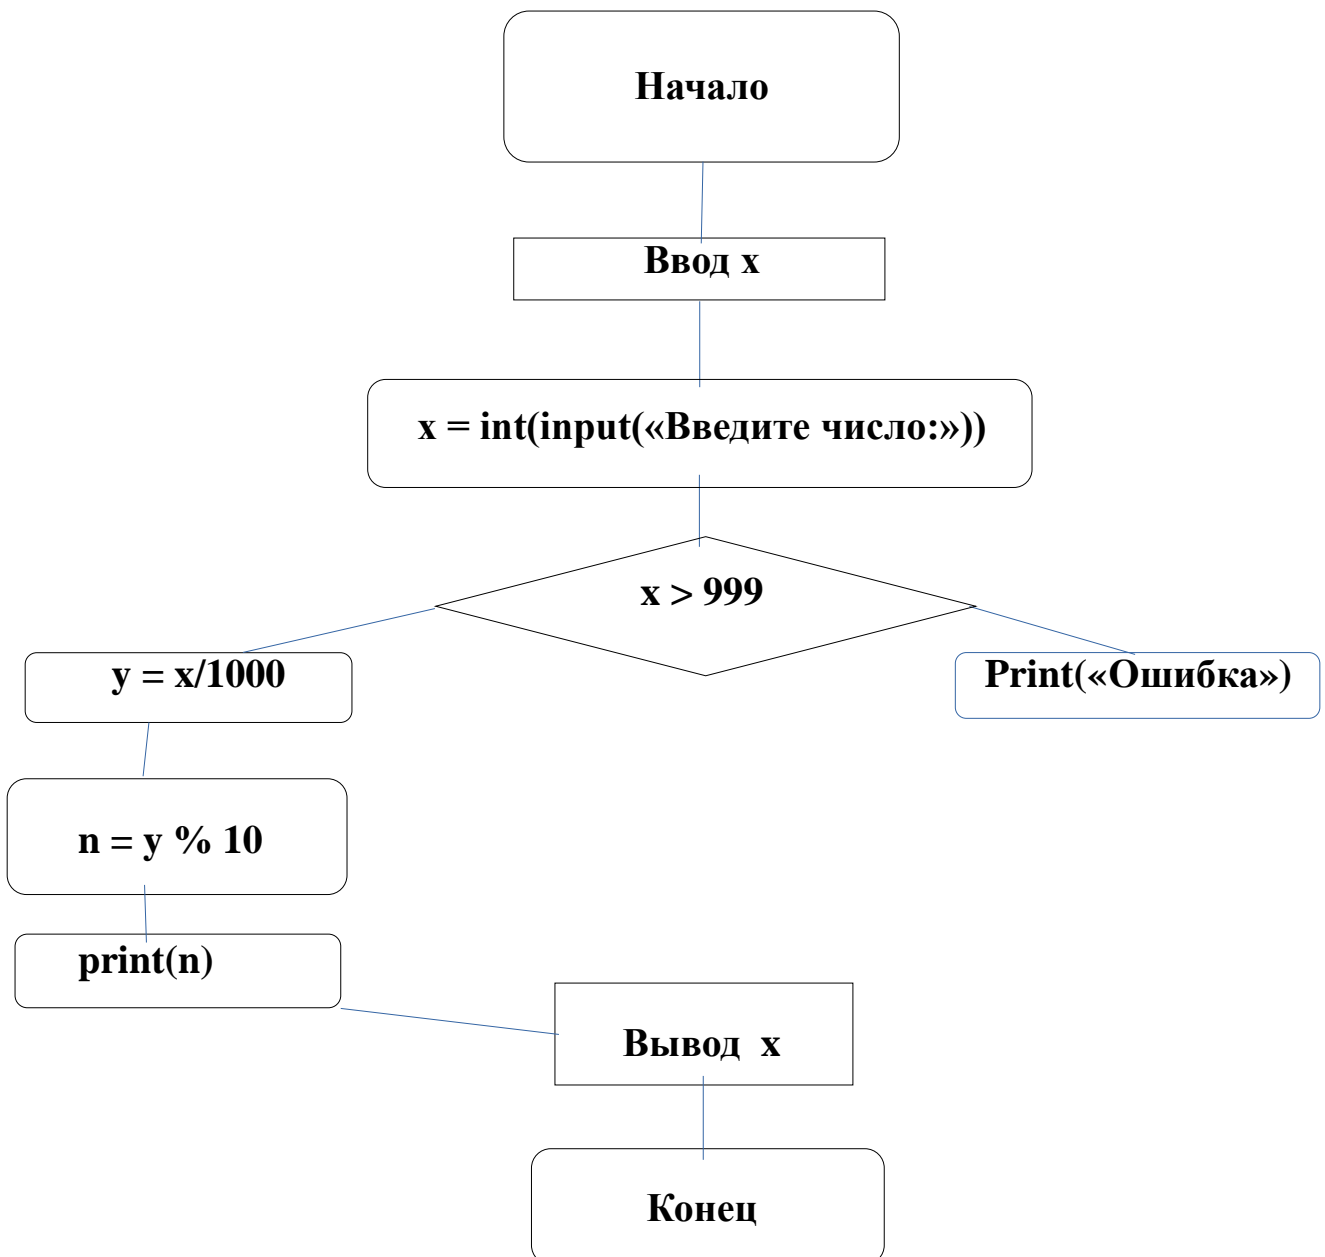 Начало
Ввод x
x = int(input(«Введите число:»))
x > 999
y = x/1000
Print(«Ошибка»)
n = y % 10
print(n)
Вывод x
Конец